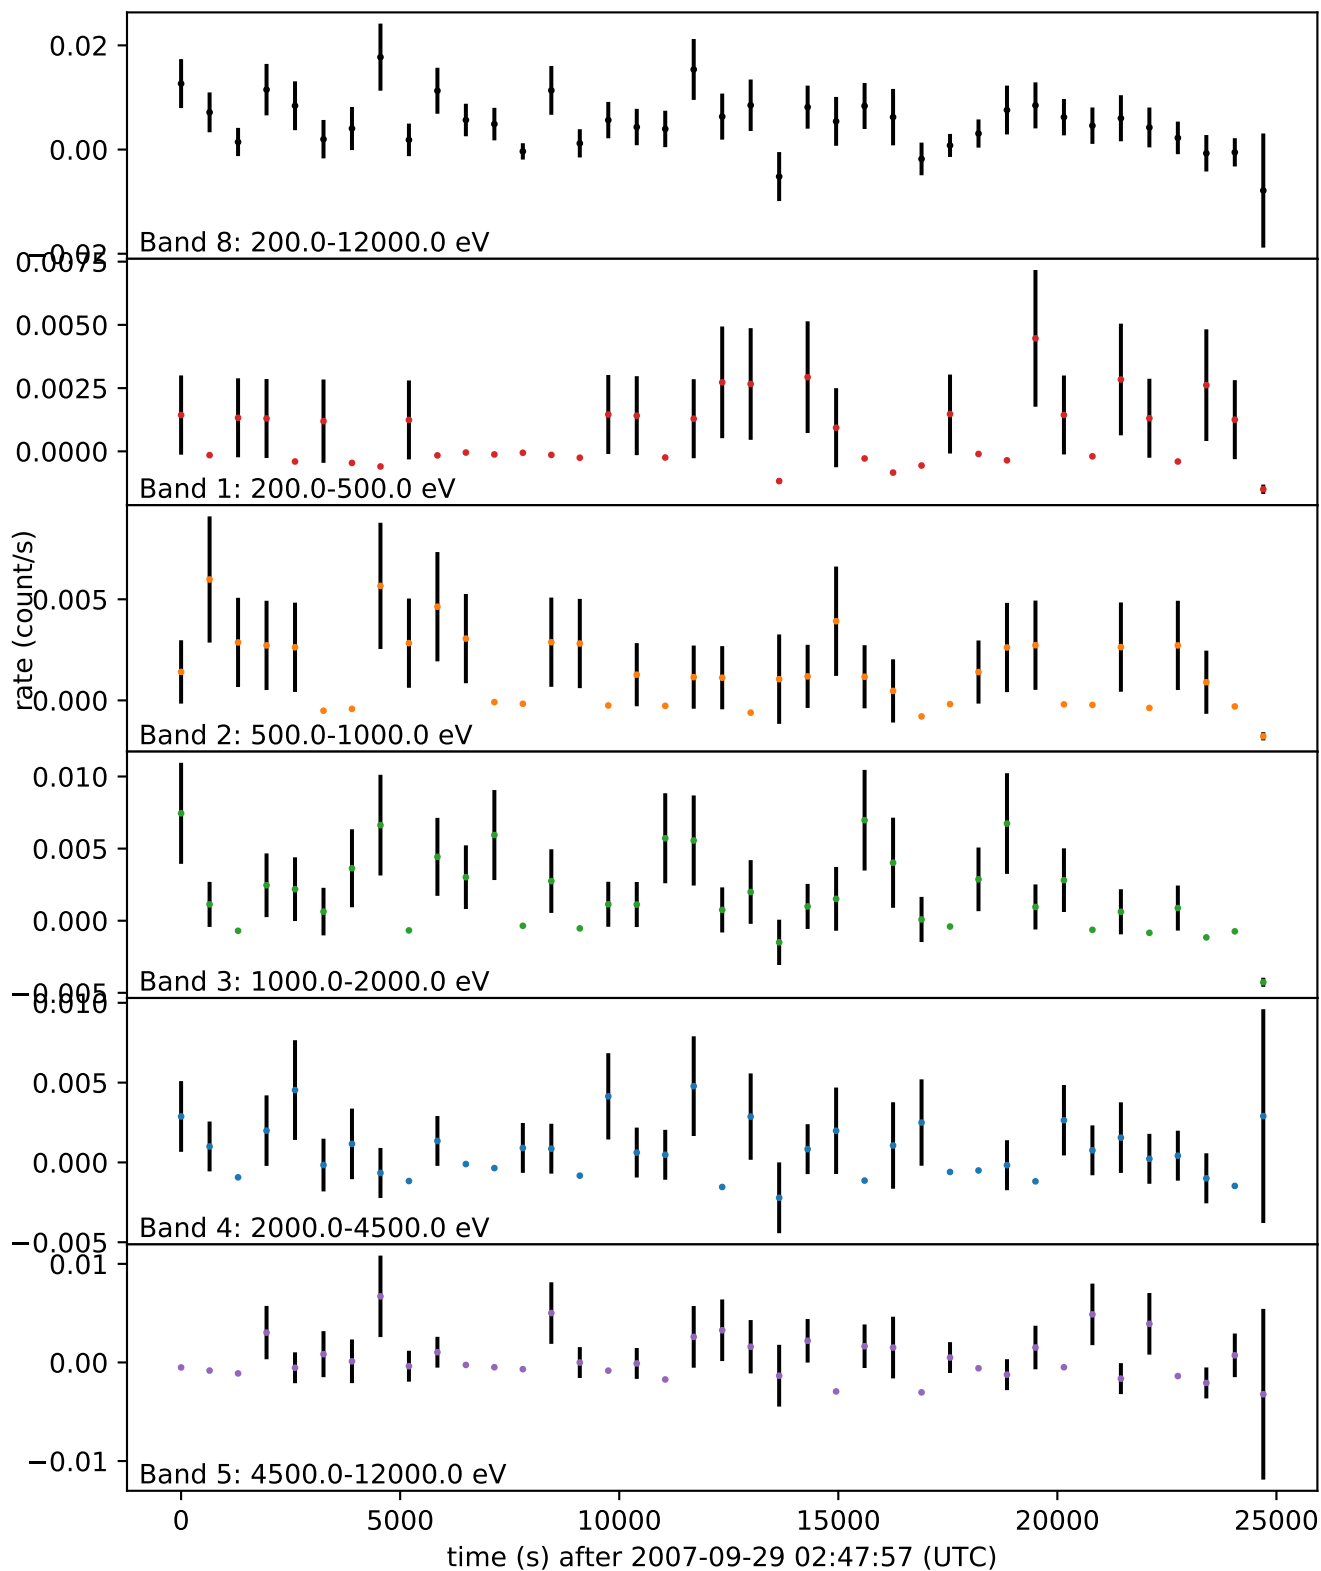 0.02
0.00
−0.02
Band 8: 200.0-12000.0 eV
0.0075
0.0050
0.0025
0.0000
Band 1: 200.0-500.0 eV
rate (count/s)
0.005
0.000
Band 2: 500.0-1000.0 eV
0.010
0.005
0.000
−0.005
Band 3: 1000.0-2000.0 eV
0.010
0.005
0.000
−0.005
Band 4: 2000.0-4500.0 eV
0.01
0.00
−0.01
Band 5: 4500.0-12000.0 eV
0 5000 10000 15000 20000 25000
time (s) after 2007-09-29 02:47:57 (UTC)